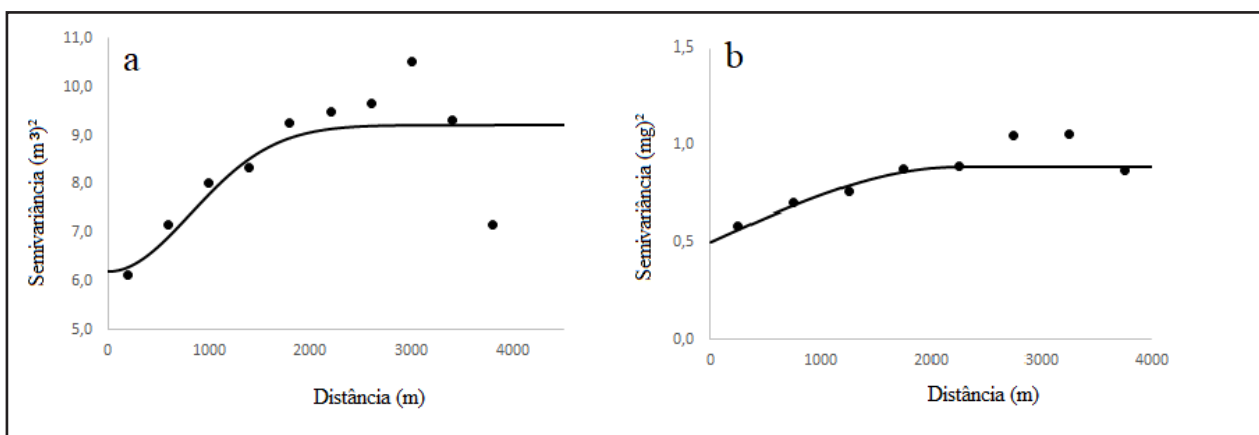 a
11,0
10,0
9,0
8,0
7,0
6,0
5,0
0 1000 2000 3000 4000
Semivariância (m³)²
Distância (m)
b
1,5
1,0
0,5
0,0
0 1000 2000 3000 4000
Semivariância (mg)²
Distância (m)